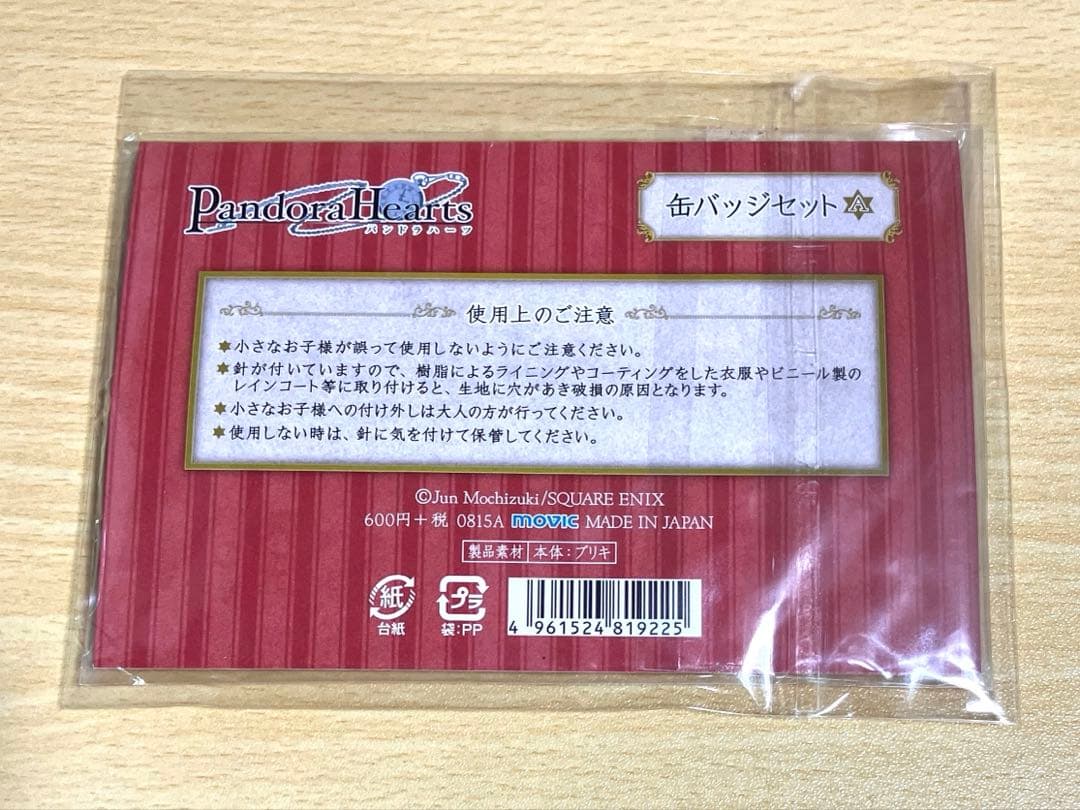 PandoraHearts
パンドラハーツ
缶バッジセット A
使用上のご注意
小さなお子様が誤って使用しないようにご注意ください。
針が付いていますので、樹脂によるライニングやコーティングをした衣服やビニール製の
レインコート等に取り付けると、生地に穴があき破損の原因となります。
小さなお子様への付け外しは大人の方が行ってください。
使用しない時は、針に気を付けて保管してください。
©Jun Mochizuki/SQUARE ENIX
600円+税 0815A movic MADE IN JAPAN
製品素材 本体：ブリキ
紙 プラ
台紙 袋:PP
4 961524 819225